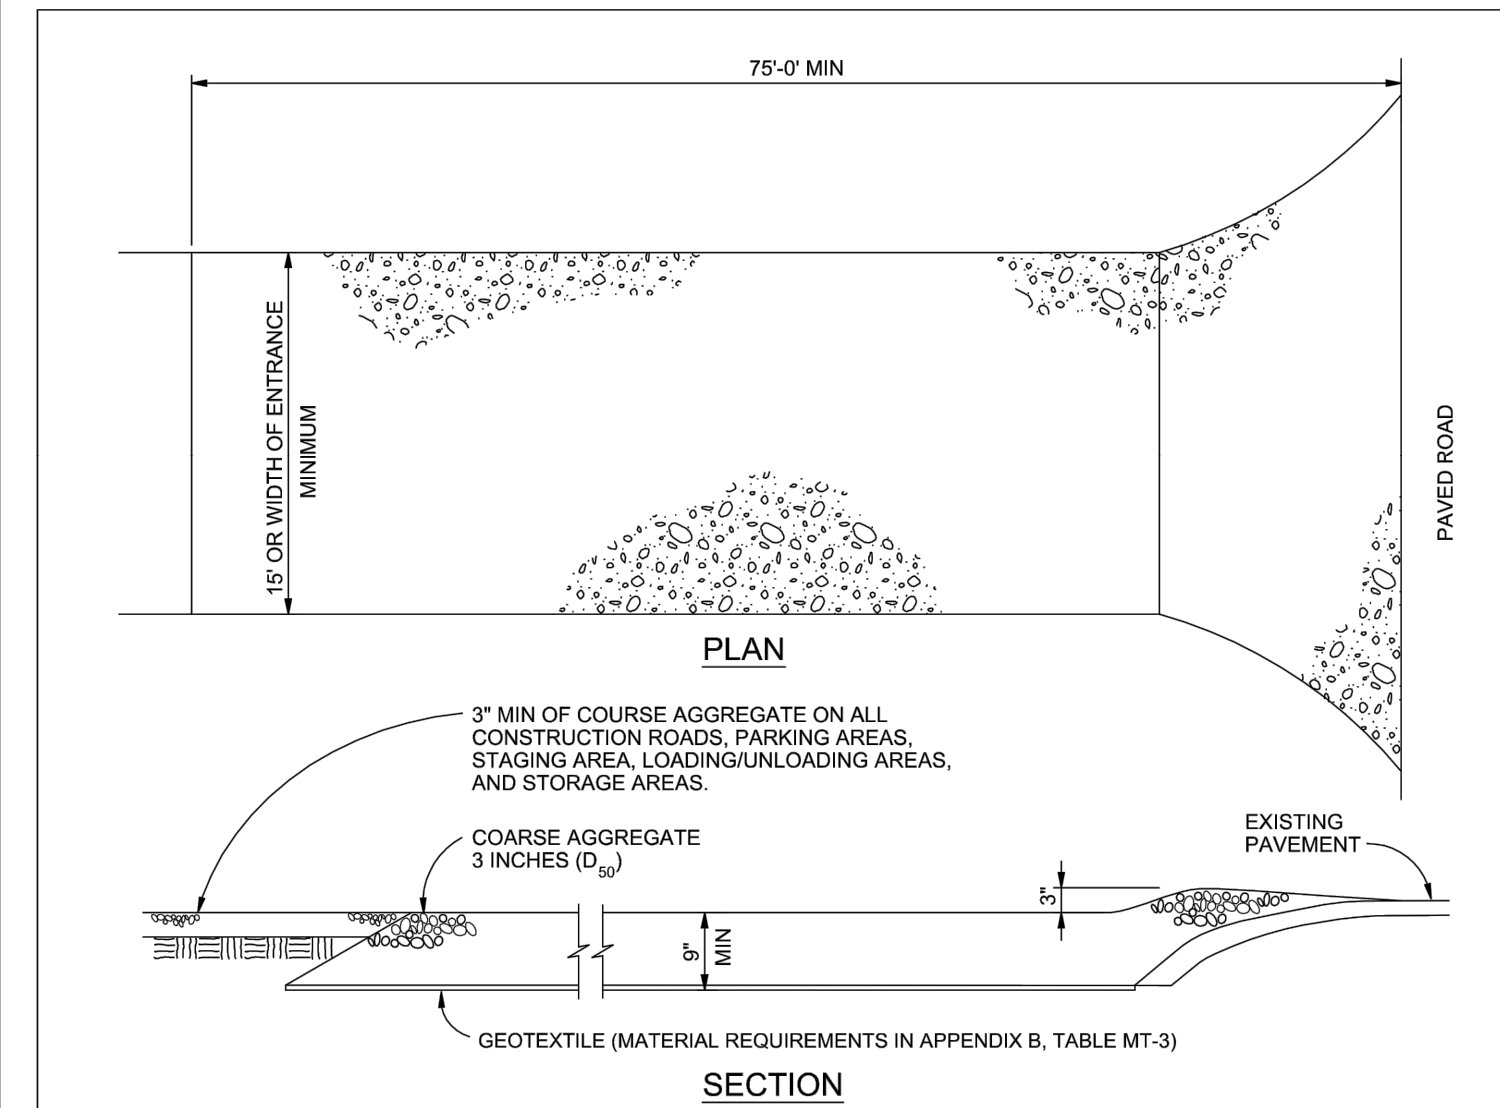 75'-0' MIN
15' OR WIDTH OF ENTRANCE
MINIMUM
PAVED ROAD
PLAN
3" MIN OF COURSE AGGREGATE ON ALL
CONSTRUCTION ROADS, PARKING AREAS,
STAGING AREA, LOADING/UNLOADING AREAS,
AND STORAGE AREAS.
COARSE AGGREGATE
3 INCHES (D50)
EXISTING
PAVEMENT
3"
9"
MIN
GEOTEXTILE (MATERIAL REQUIREMENTS IN APPENDIX B, TABLE MT-3)
SECTION